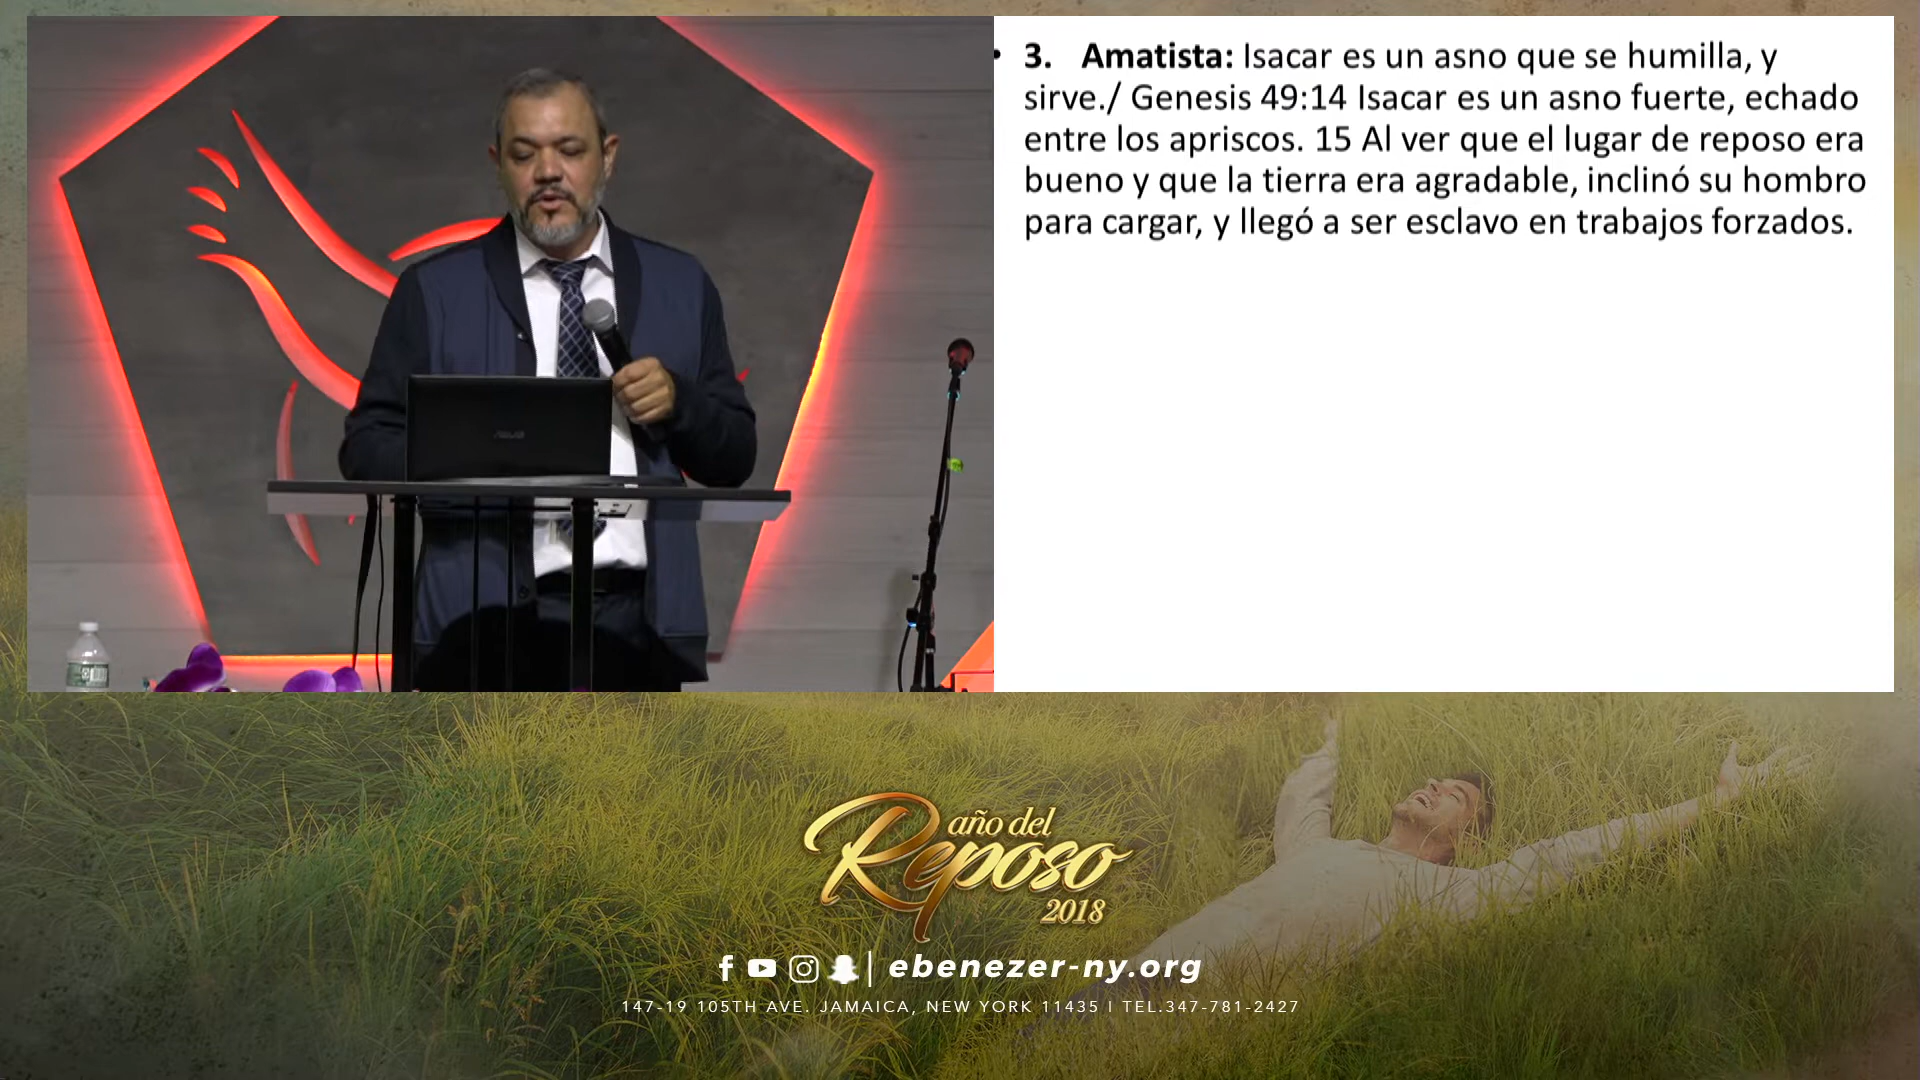 • 3. Amatista: Isacar es un asno que se humilla, y
sirve./ Genesis 49:14 Isacar es un asno fuerte, echado
entre los apriscos. 15 Al ver que el lugar de reposo era
bueno y que la tierra era agradable, inclinó su hombro
para cargar, y llegó a ser esclavo en trabajos forzados.
ASUS
año del
Reposo
2018
f | ebenezer-ny.org
147-19 105TH AVE. JAMAICA, NEW YORK 11435 | TEL.347-781-2427